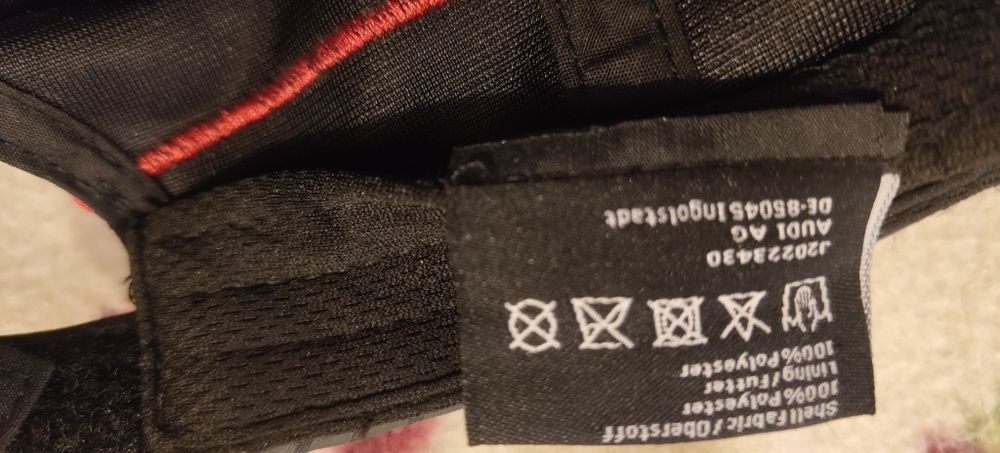 Shell Fabric / Oberstoff
100% Polyester
Lining / Futter
100% Polyester
J20223430
AUDI AG
DE-85045 Ingolstadt